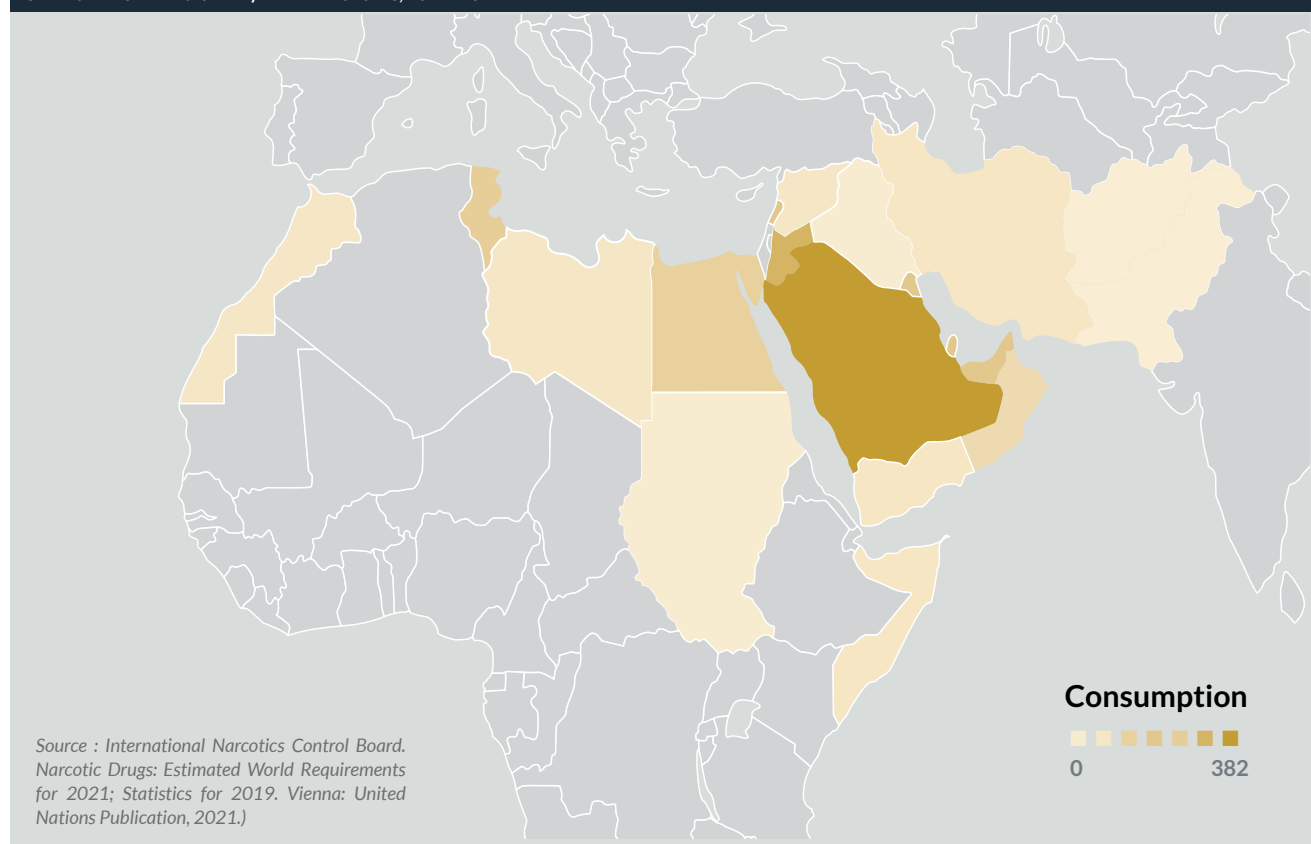 Consumption
0 382
Source : International Narcotics Control Board.
Narcotic Drugs: Estimated World Requirements
for 2021; Statistics for 2019. Vienna: United
Nations Publication, 2021.)